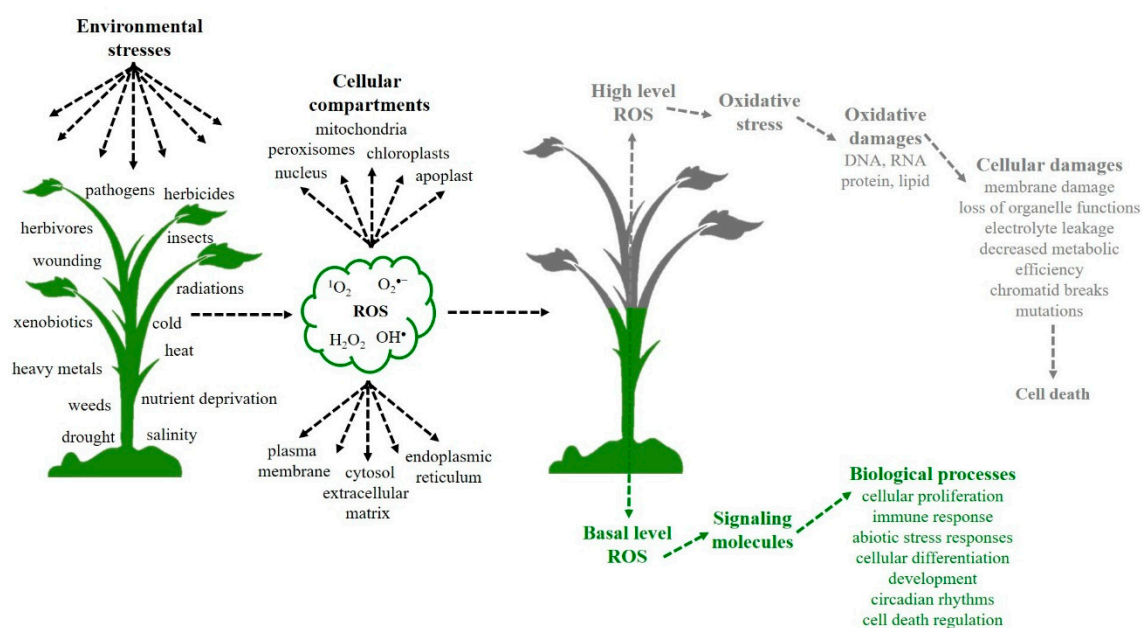 Environmental
stresses
pathogens
herbicides
herbivores
insects
wounding
radiations
xenobiotics
cold
heat
heavy metals
nutrient deprivation
weeds
drought
salinity
Cellular
compartments
mitochondria
peroxisomes
chloroplasts
nucleus
apoplast
¹O₂
O₂•−
ROS
H₂O₂
OH•
plasma
membrane
cytosol
extracellular
matrix
endoplasmic
reticulum
High level
ROS
Oxidative
stress
Oxidative
damages
DNA, RNA
protein, lipid
Cellular damages
membrane damage
loss of organelle functions
electrolyte leakage
decreased metabolic
efficiency
chromatid breaks
mutations
Cell death
Basal level
ROS
Signaling
molecules
Biological processes
cellular proliferation
immune response
abiotic stress responses
cellular differentiation
development
circadian rhythms
cell death regulation